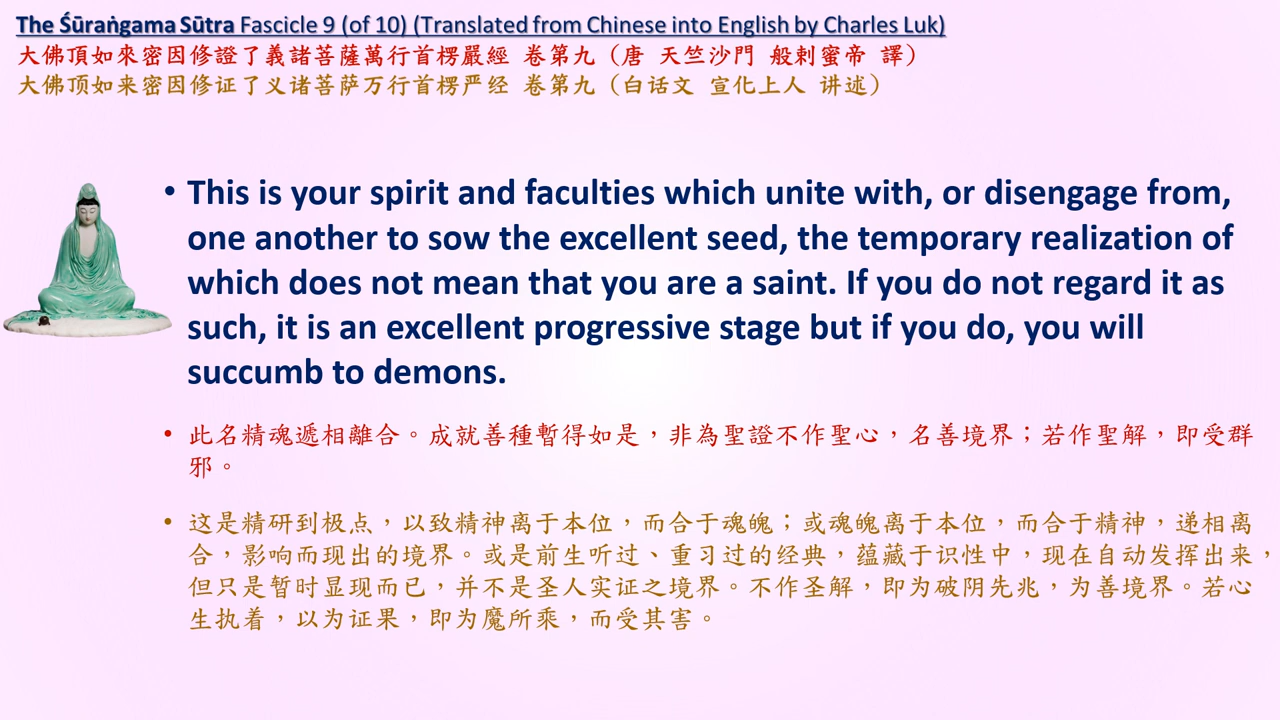 The Śūraṅgama Sūtra Fascicle 9 (of 10) (Translated from Chinese into English by Charles Luk)
大佛頂如來密因修證了義諸菩薩萬行首楞嚴經 卷第九（唐 天竺沙門 般剌蜜帝 譯）
大佛顶如来密因修证了义诸菩萨万行首楞严经 卷第九（白话文 宣化上人 讲述）
• This is your spirit and faculties which unite with, or disengage from,
one another to sow the excellent seed, the temporary realization of
which does not mean that you are a saint. If you do not regard it as
such, it is an excellent progressive stage but if you do, you will
succumb to demons.
• 此名精魂遞相離合。成就善種暫得如是，非為聖證不作聖心，名善境界；若作聖解，即受群
邪。
• 这是精研到极点，以致精神离于本位，而合于魂魄；或魂魄离于本位，而合于精神，递相离
合，影响而现出的境界。或是前生听过、重习过的经典，蕴藏于识性中，现在自动发挥出来，
但只是暂时显现而已，并不是圣人实证之境界。不作圣解，即为破阴先兆，为善境界。若心
生执着，以为证果，即为魔所乘，而受其害。